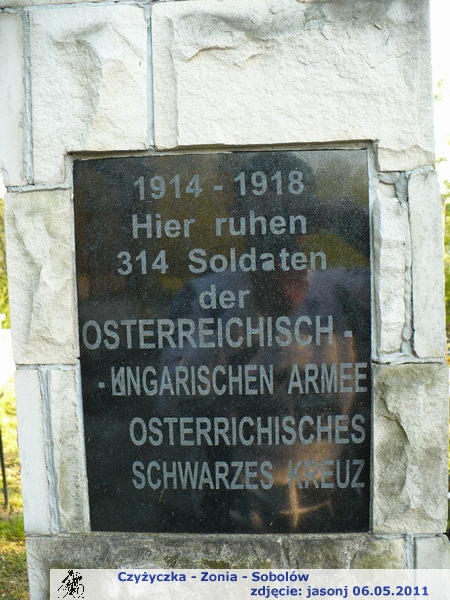 1914 - 1918
Hier ruhen
314 Soldaten
der
OSTERREICHISCH -
- UNGARISCHEN ARMEE
OSTERRICHISCHES
SCHWARZES KREUZ
Czyżyczka - Zonia - Sobolów
zdjęcie: jasonj 06.05.2011